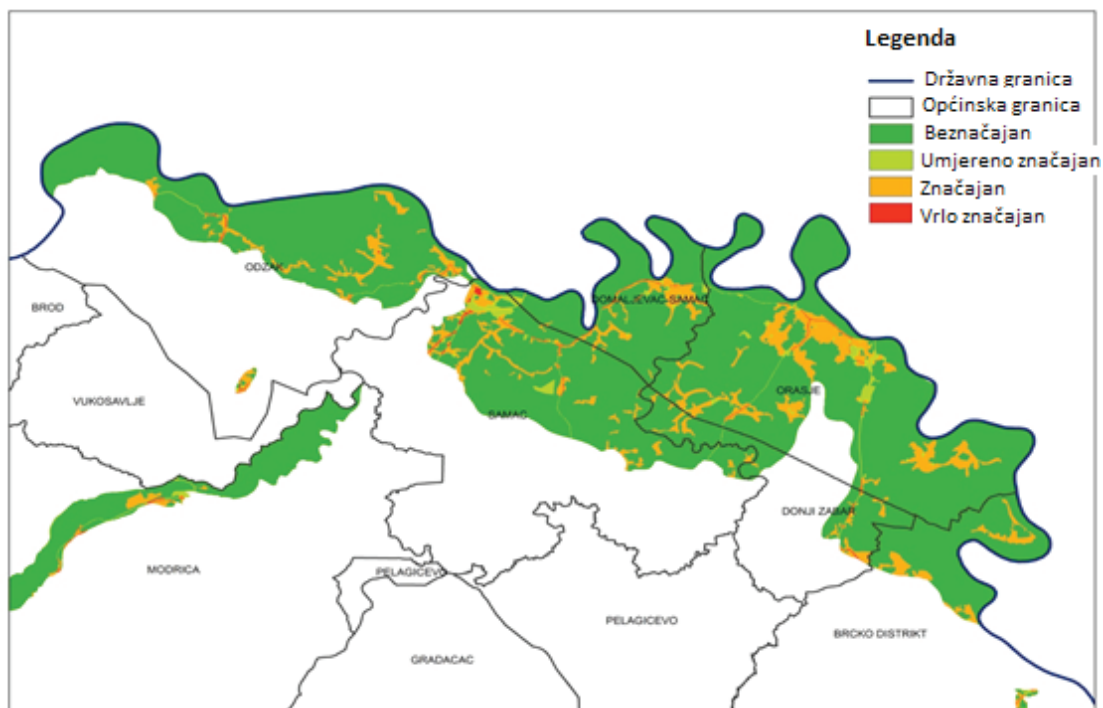 Legenda
Državna granica
Općinska granica
Beznačajan
Umjereno značajan
Značajan
Vrlo značajan
ODZAK
BROD
DOMALJEVAC-SAMAC
VUKOSAVLJE
ORASJE
SAMAC
DONJI ZABAR
MODRICA
PELAGICEVO
PELAGICEVO
BRCKO DISTRIKT
GRADACAC